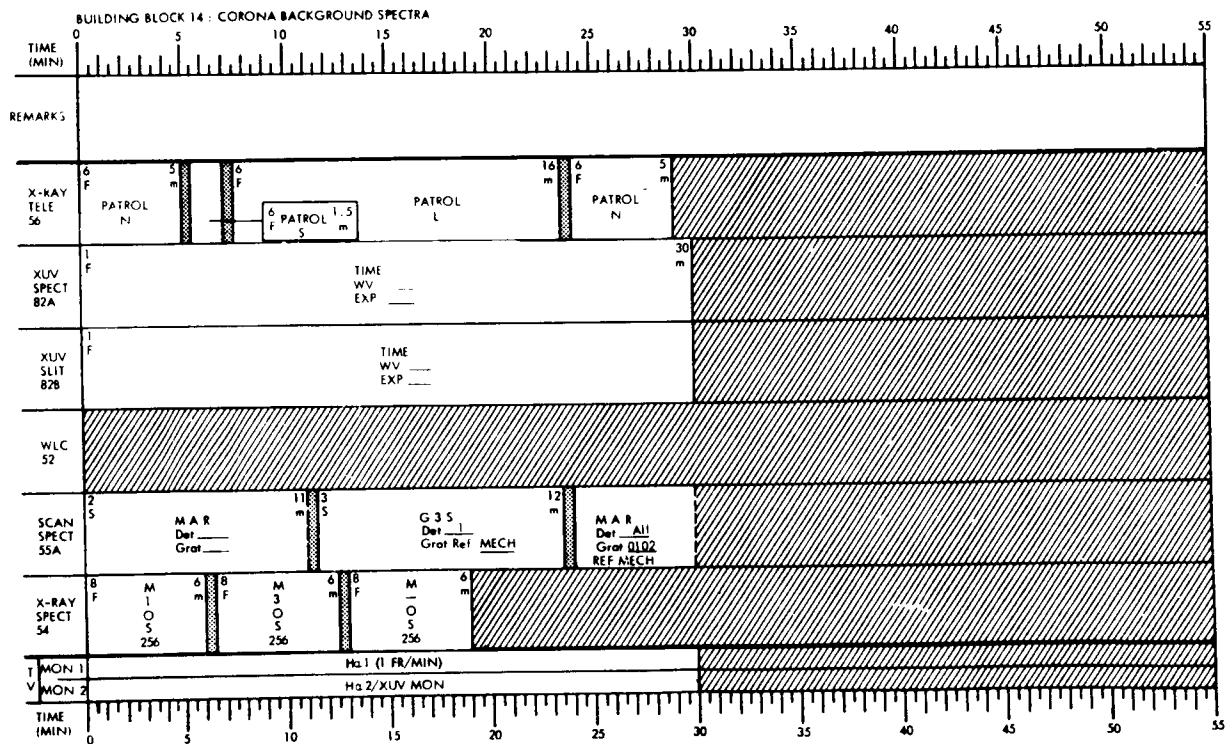 BUILDING BLOCK 14 : CORONA BACKGROUND SPECTRA
0 5 10 15 20 25 30 35 40 45 50 55
TIME
(MIN)
REMARKS
X-RAY
TELE
56
6
F
PATROL
N
5
m
6
F
PATROL
S
1.5
m
6
F
PATROL
L
16
m
6
F
PATROL
N
5
m
XUV
SPECT
82A
1
F
TIME
WV ___
EXP ___
30
m
XUV
SLIT
82B
1
F
TIME
WV ___
EXP ___
WLC
52
SCAN
SPECT
55A
2
S
M A R
Det ___
Grat ___
11
m
3
S
G 3 S
Det 1
Grat Ref MECH
12
m
M A R
Det All
Grat 0102
REF MECH
X-RAY
SPECT
54
8
F
M
1
O
S
256
6
m
8
F
M
3
O
S
256
6
m
8
F
M
—
O
S
256
6
m
T
V
MON 1
Hα 1 (1 FR/MIN)
MON 2
Hα 2/XUV MON
TIME
(MIN)
0 5 10 15 20 25 30 35 40 45 50 55